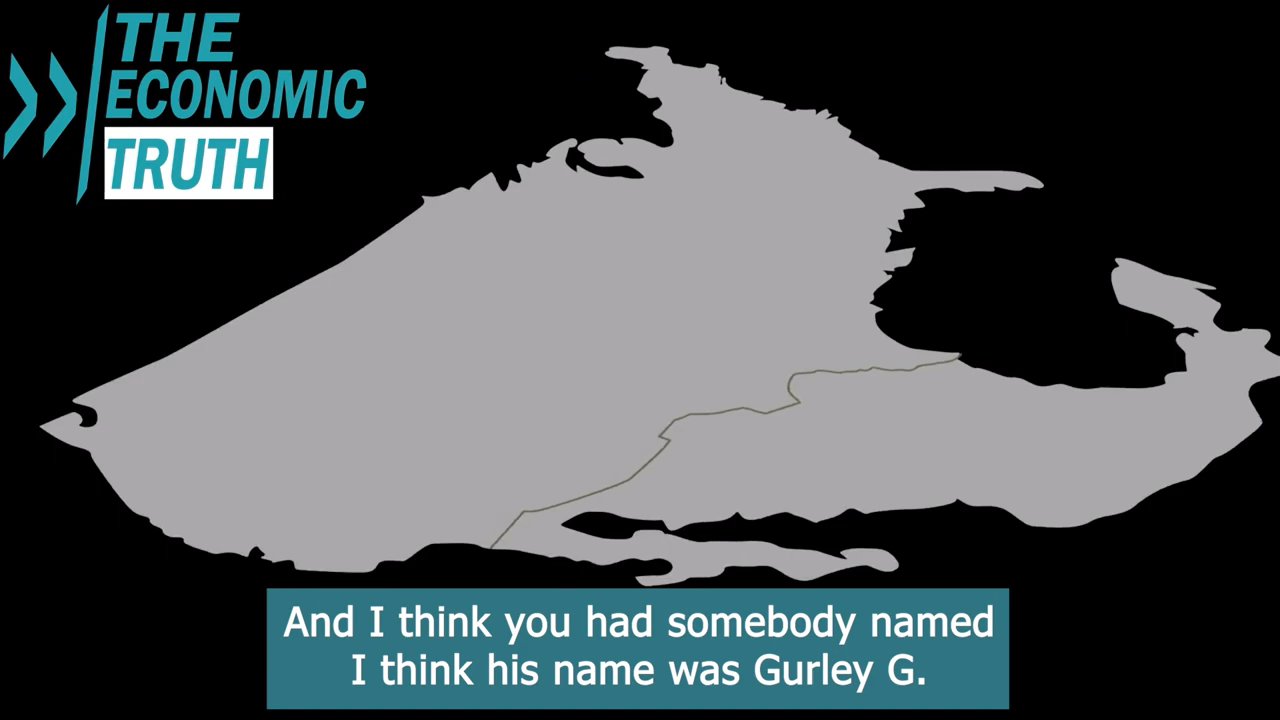 THE
ECONOMIC
TRUTH
And I think you had somebody named
I think his name was Gurley G.